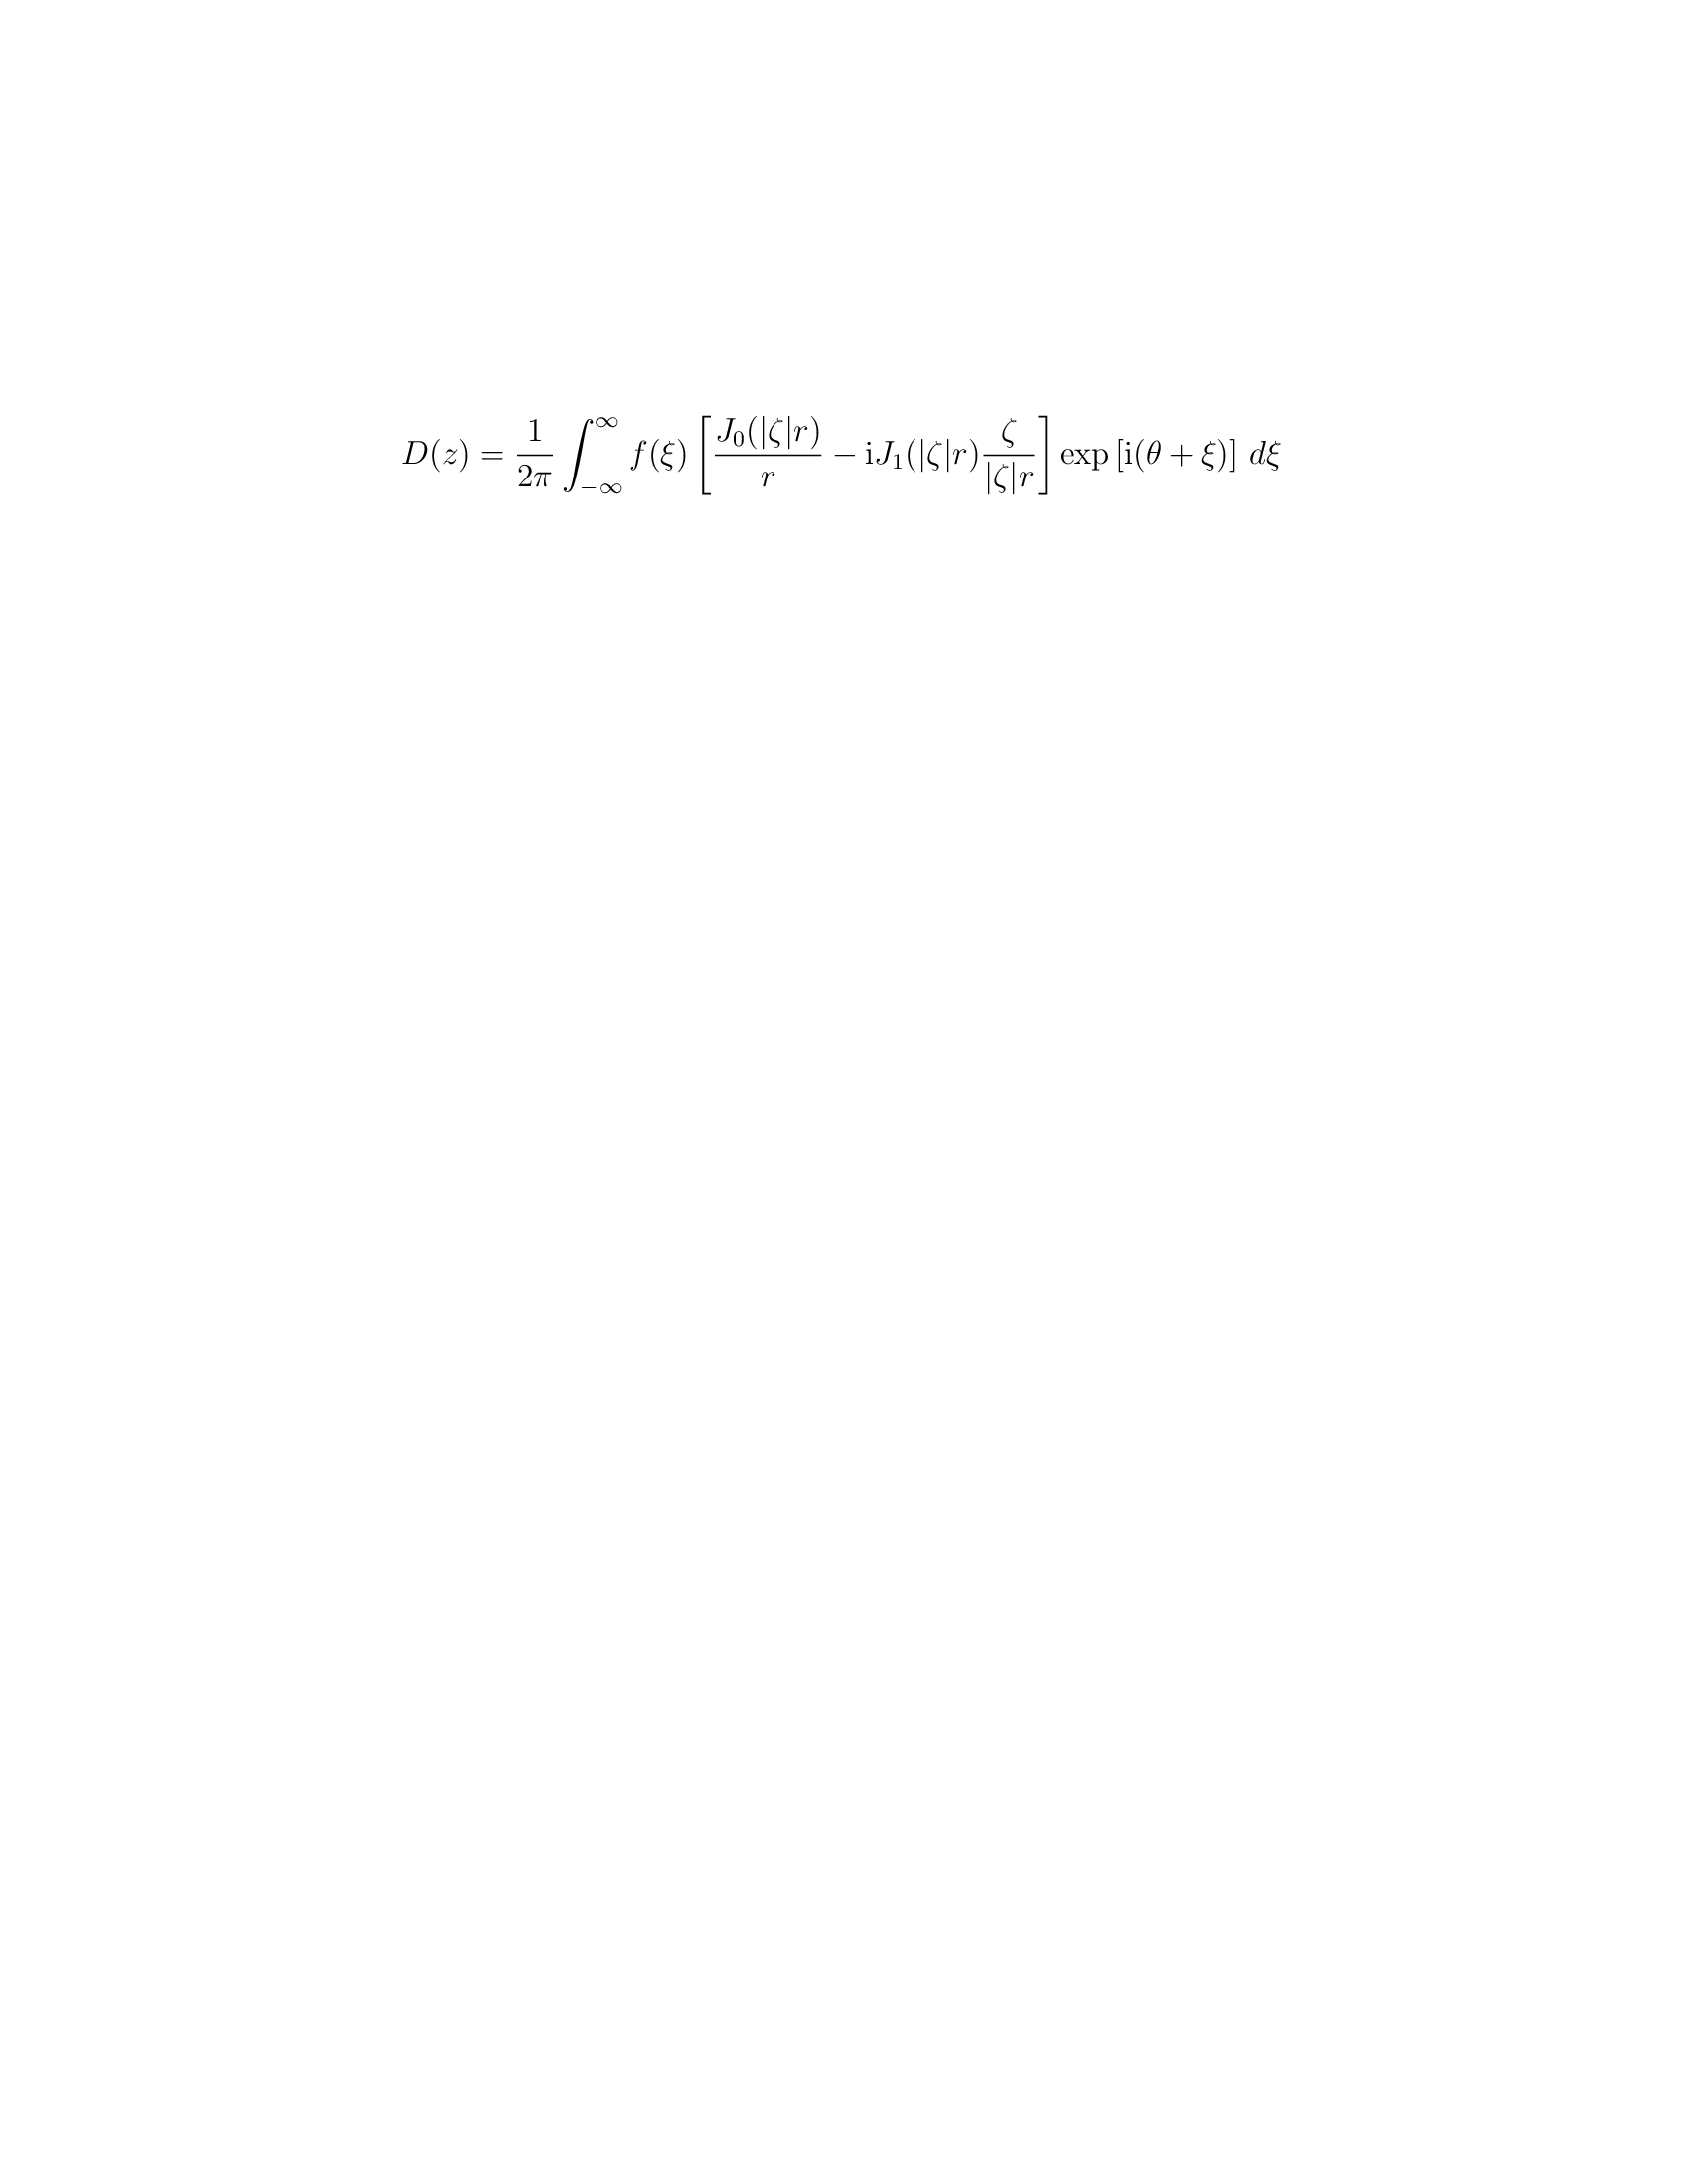 D(z) = \frac{1}{2\pi} \int_{-\infty}^{\infty} f(\xi) \left[ \frac{J_0(|\zeta|r)}{r} - \mathrm{i} J_1(|\zeta|r) \frac{\zeta}{|\zeta|r} \right] \exp\left[\mathrm{i}(\theta + \xi)\right] \, d\xi